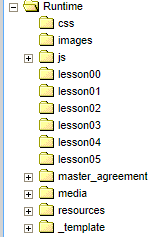 Runtime
css
images
js
lesson00
lesson01
lesson02
lesson03
lesson04
lesson05
master_agreement
media
resources
_template